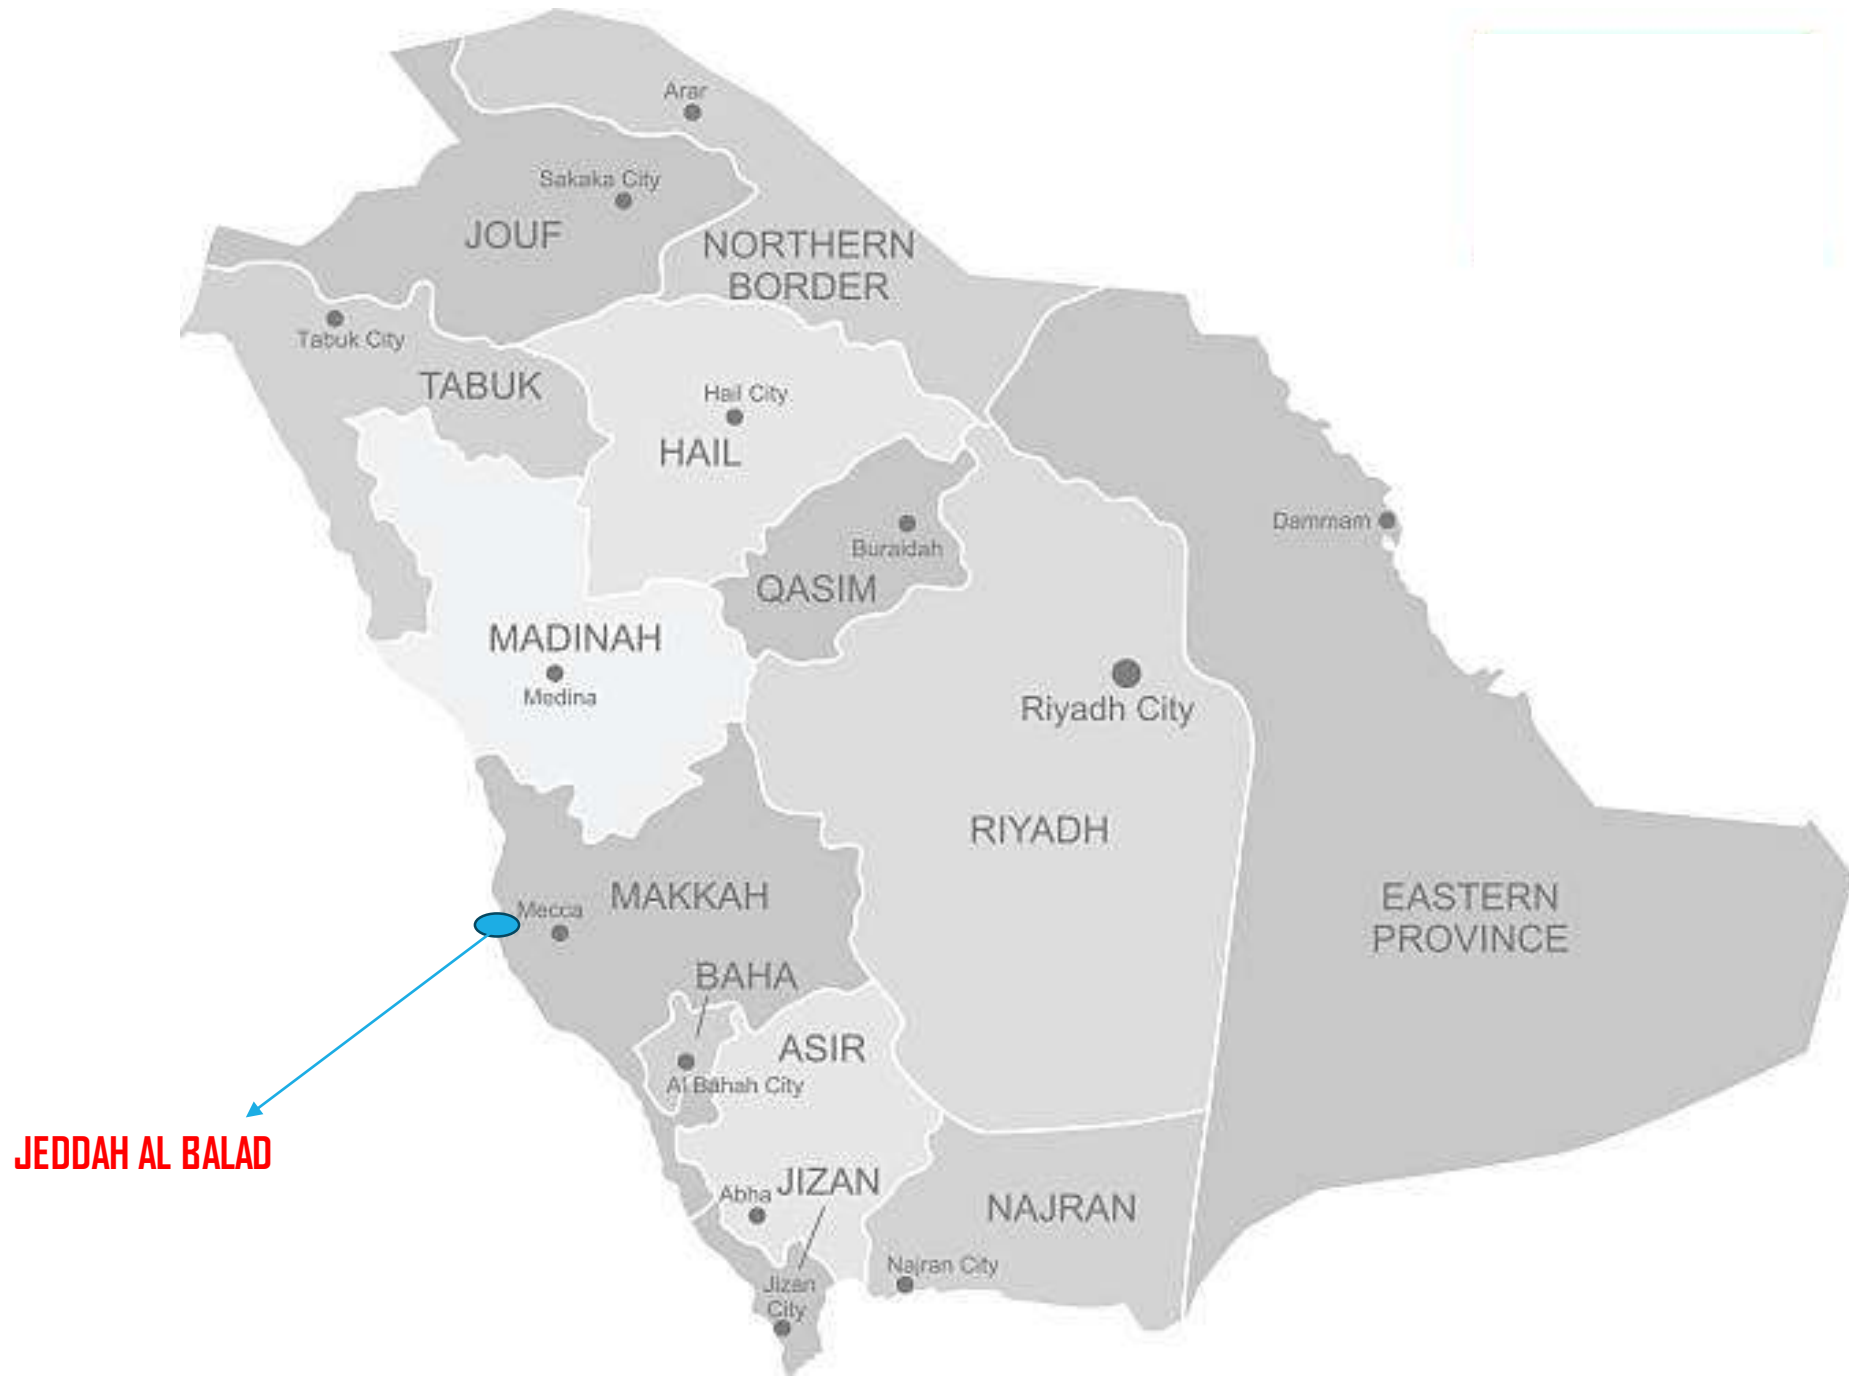 Arar
Sakaka City
JOUF
NORTHERN
BORDER
Tabuk City
TABUK
Hail City
HAIL
Dammam
Buraidah
QASIM
MADINAH
Medina
Riyadh City
RIYADH
MAKKAH
Mecca
EASTERN
PROVINCE
BAHA
ASIR
Al Bahah City
JEDDAH AL BALAD
JIZAN
Abha
NAJRAN
Najran City
Jizan
City